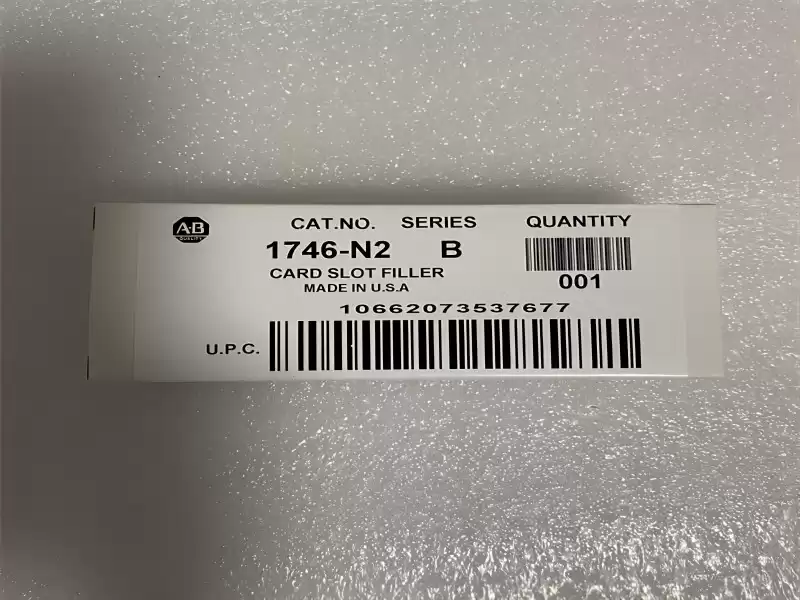 A-B
QUALITY
CAT.NO. SERIES QUANTITY
1746-N2 B
CARD SLOT FILLER
MADE IN U.S.A
001
10662073537677
U.P.C.